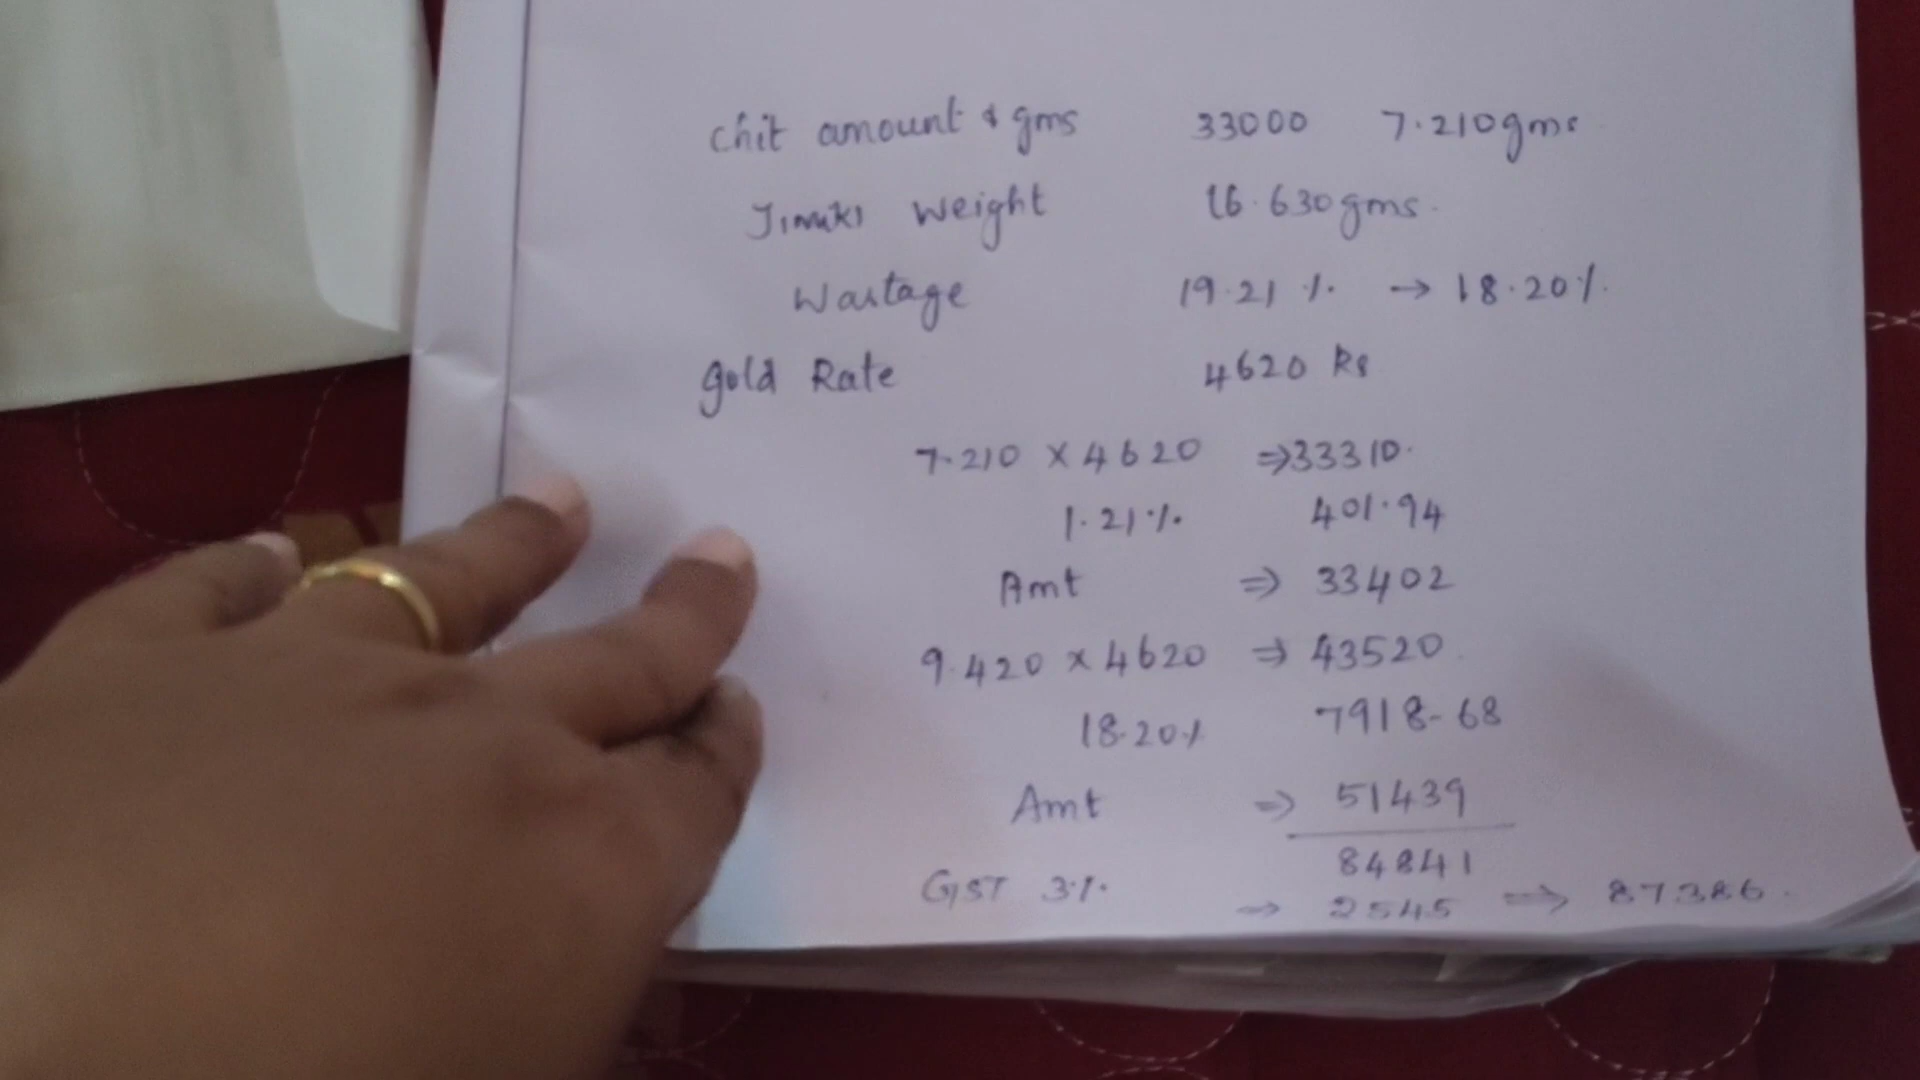 Chit amount & gms 33000 7.210gms
Jimiki Weight 16.630gms.
Wastage 19.21 % → 18.20%.
gold Rate 4620 Rs
7.210 x 4620 ⇒ 33310.
1.21% 401.94
Amt ⇒ 33402
9.420 x 4620 ⇒ 43520.
18.20% 7918-68
Amt ⇒ 51439
84841
GST 3%. ⇒ 2545 ⇒ 87386.